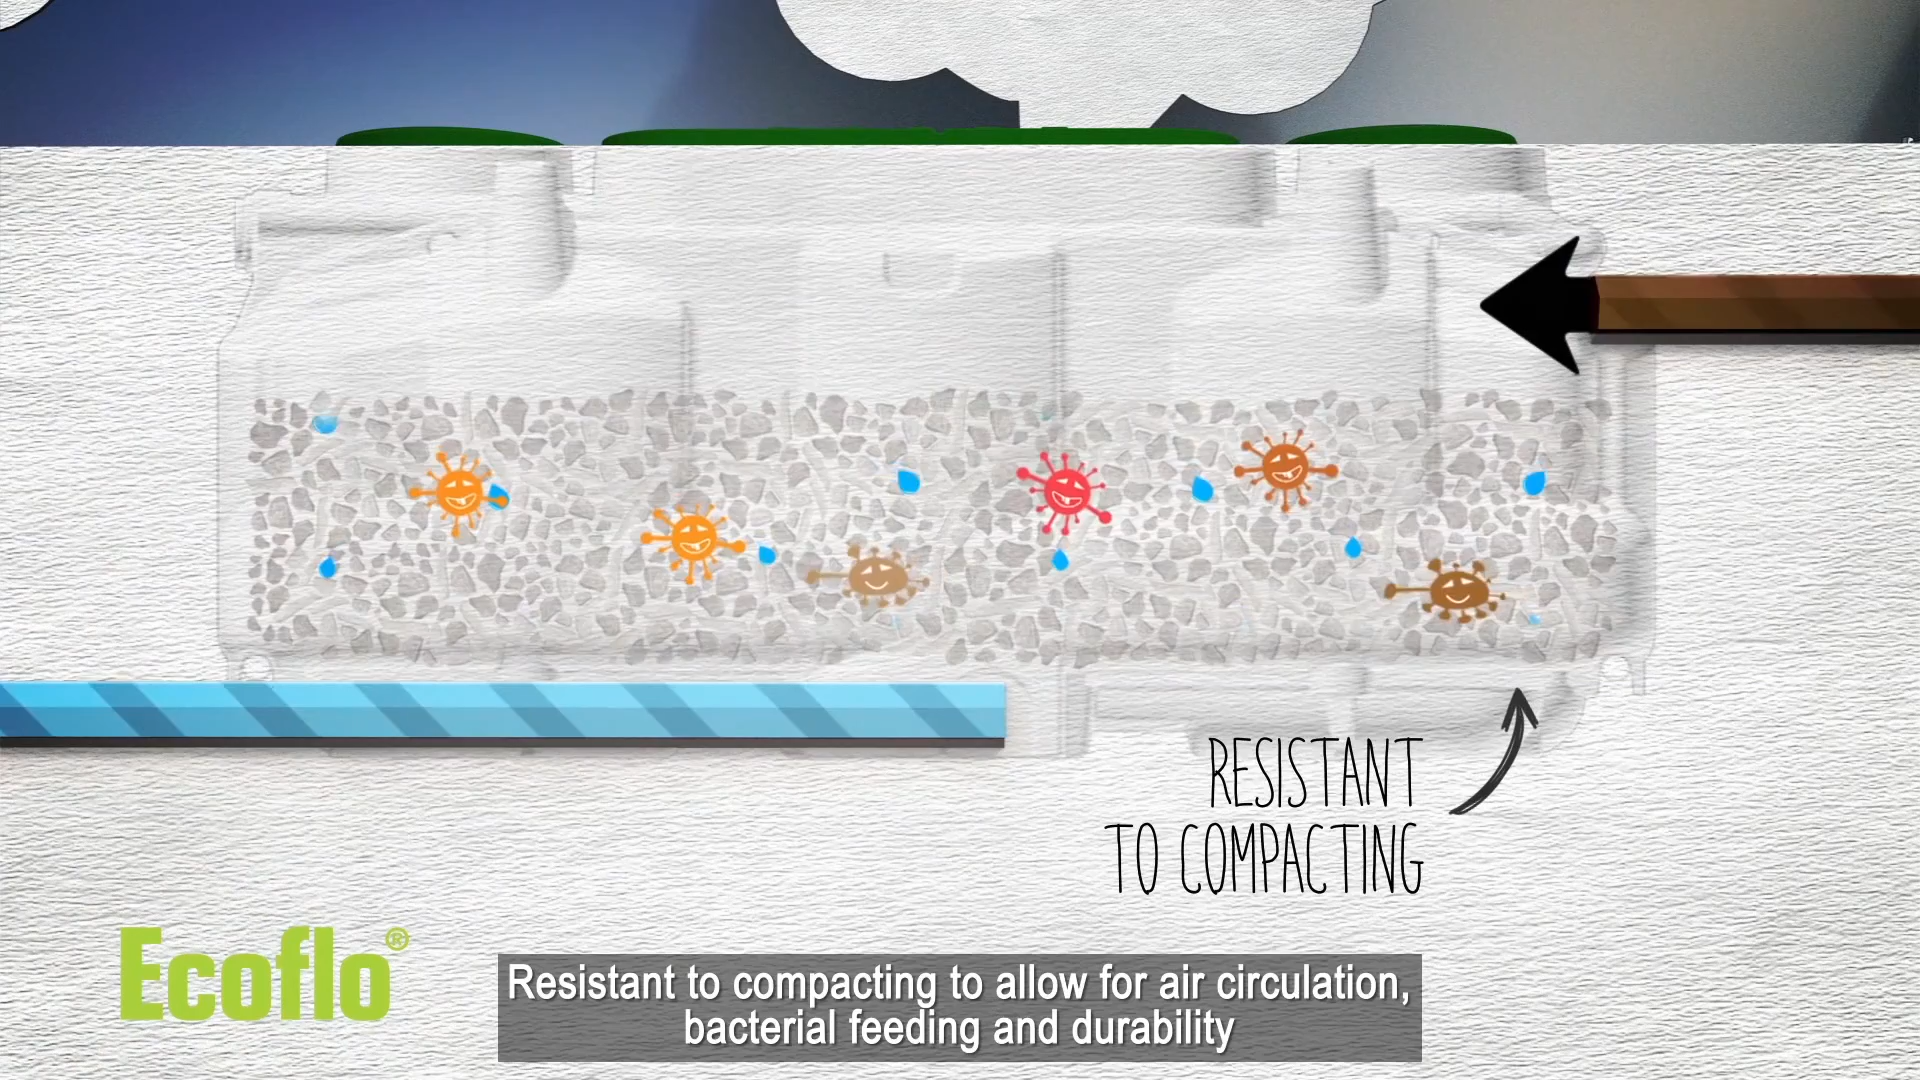 RESISTANT
TO COMPACTING
Ecoflo®
Resistant to compacting to allow for air circulation,
bacterial feeding and durability